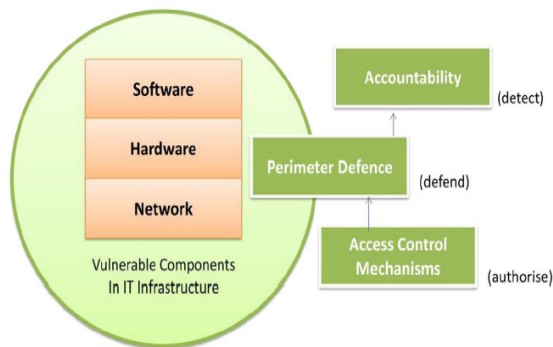 Software
Hardware
Network
Vulnerable Components
In IT Infrastructure
Accountability
(detect)
Perimeter Defence
(defend)
Access Control
Mechanisms
(authorise)